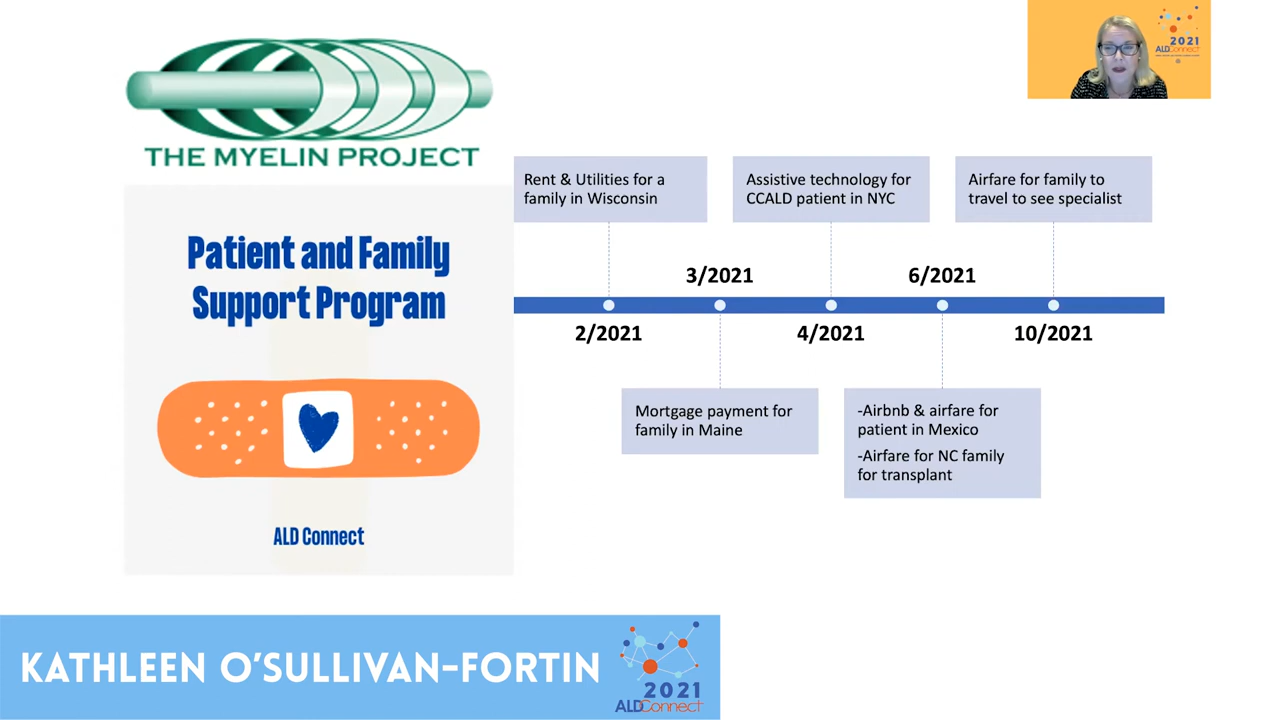 2021
ALDConnect
THE MYELIN PROJECT
Patient and Family
Support Program
ALD Connect
Rent & Utilities for a
family in Wisconsin
Assistive technology for
CCALD patient in NYC
Airfare for family to
travel to see specialist
3/2021
6/2021
2/2021
4/2021
10/2021
Mortgage payment for
family in Maine
-Airbnb & airfare for
patient in Mexico
-Airfare for NC family
for transplant
KATHLEEN O'SULLIVAN-FORTIN
2021
ALDConnect